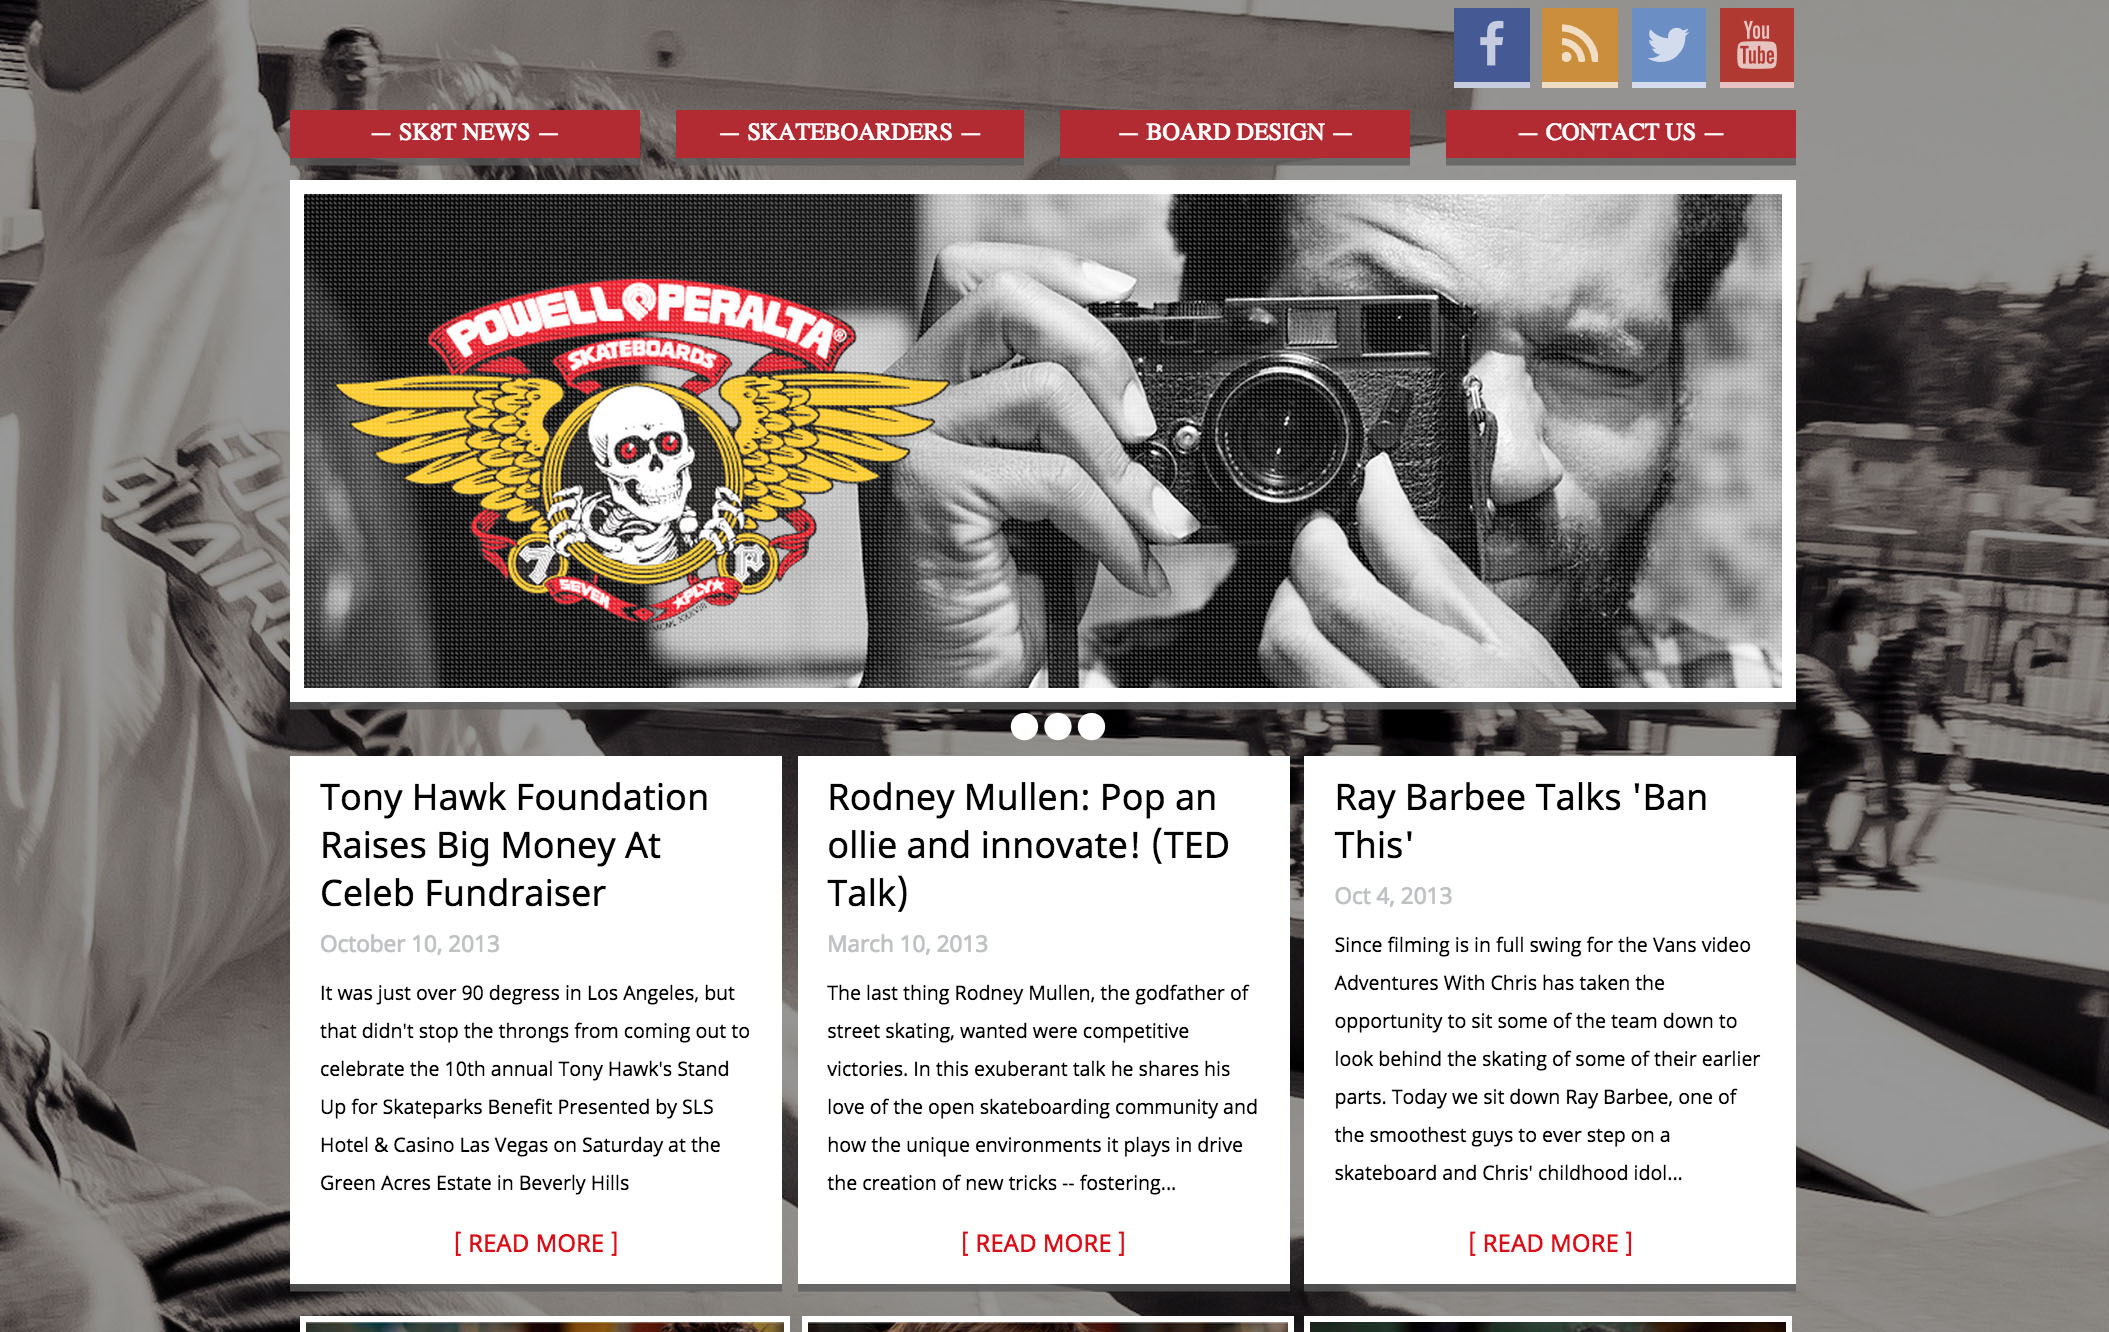 You
Tube
— SK8T NEWS —
— SKATEBOARDERS —
— BOARD DESIGN —
— CONTACT US —
POWELL PERALTA®
SKATEBOARDS
7 R
SEVEN ★PLY★
Tony Hawk Foundation
Raises Big Money At
Celeb Fundraiser
October 10, 2013
It was just over 90 degress in Los Angeles, but
that didn't stop the throngs from coming out to
celebrate the 10th annual Tony Hawk's Stand
Up for Skateparks Benefit Presented by SLS
Hotel & Casino Las Vegas on Saturday at the
Green Acres Estate in Beverly Hills
[ READ MORE ]
Rodney Mullen: Pop an
ollie and innovate! (TED
Talk)
March 10, 2013
The last thing Rodney Mullen, the godfather of
street skating, wanted were competitive
victories. In this exuberant talk he shares his
love of the open skateboarding community and
how the unique environments it plays in drive
the creation of new tricks -- fostering...
[ READ MORE ]
Ray Barbee Talks 'Ban
This'
Oct 4, 2013
Since filming is in full swing for the Vans video
Adventures With Chris has taken the
opportunity to sit some of the team down to
look behind the skating of some of their earlier
parts. Today we sit down Ray Barbee, one of
the smoothest guys to ever step on a
skateboard and Chris' childhood idol...
[ READ MORE ]